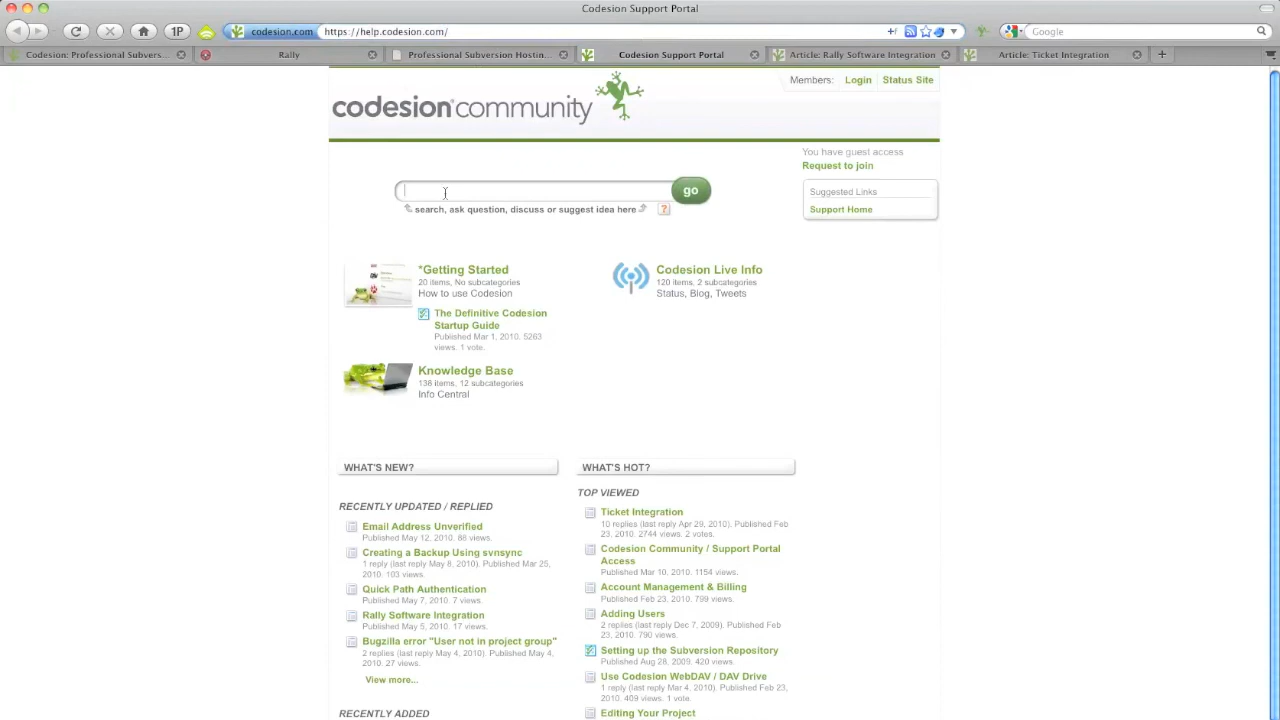 Codesion Support Portal
1P
codesion.com
https://help.codesion.com/
Google
Codesion: Professional Subvers...
Rally
Professional Subversion Hostin...
Codesion Support Portal
Article: Rally Software Integration
Article: Ticket Integration
codesion community
Members: Login Status Site
You have guest access
Request to join
go
search, ask question, discuss or suggest idea here
?
Suggested Links
Support Home
*Getting Started
20 items, No subcategories
How to use Codesion
The Definitive Codesion
Startup Guide
Published Mar 1, 2010. 5263
views. 1 vote.
Codesion Live Info
120 items, 2 subcategories
Status, Blog, Tweets
Knowledge Base
138 items, 12 subcategories
Info Central
WHAT'S NEW?
RECENTLY UPDATED / REPLIED
Email Address Unverified
Published May 12, 2010. 88 views.
Creating a Backup Using svnsync
1 reply (last reply May 8, 2010). Published Mar 25,
2010. 103 views.
Quick Path Authentication
Published May 7, 2010. 7 views.
Rally Software Integration
Published May 5, 2010. 17 views.
Bugzilla error "User not in project group"
2 replies (last reply May 4, 2010). Published May 4,
2010. 27 views.
View more...
RECENTLY ADDED
WHAT'S HOT?
TOP VIEWED
Ticket Integration
10 replies (last reply Apr 29, 2010). Published Feb
23, 2010. 2744 views. 2 votes.
Codesion Community / Support Portal
Access
Published Mar 10, 2010. 1154 views.
Account Management & Billing
Published Feb 23, 2010. 799 views.
Adding Users
2 replies (last reply Dec 7, 2009). Published Feb
23, 2010. 790 views.
Setting up the Subversion Repository
Published Aug 28, 2009. 420 views.
Use Codesion WebDAV / DAV Drive
1 reply (last reply Mar 4, 2010). Published Feb 23,
2010. 409 views. 1 vote.
Editing Your Project